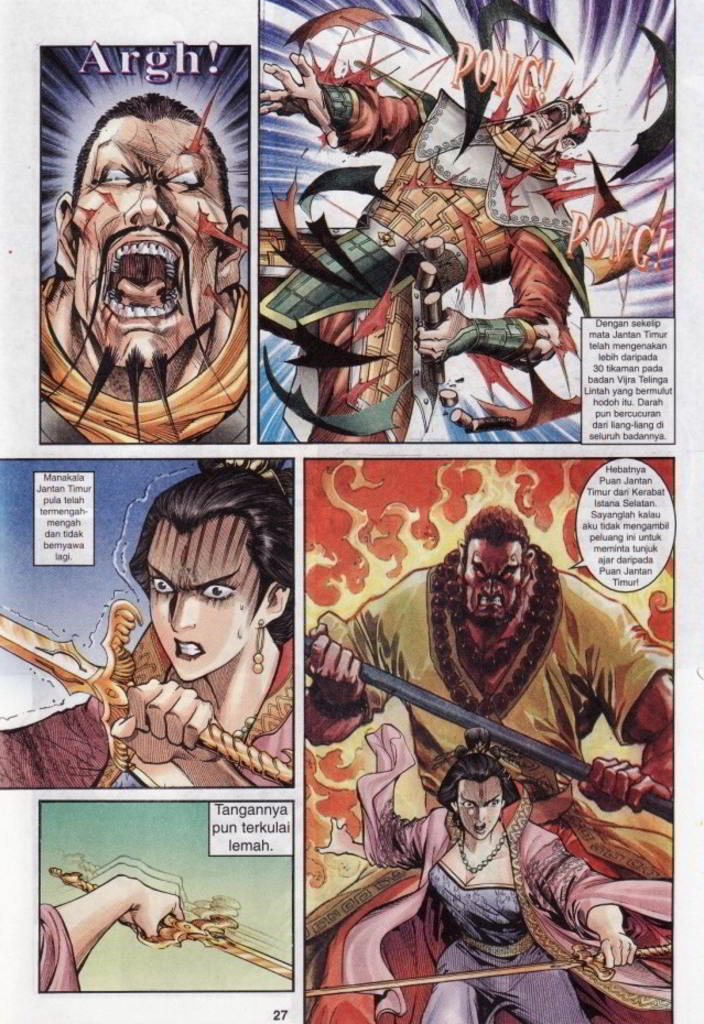 Argh!
PONG!
PONG!
Dengan sekelip
mata Jantan Timur
telah mengenakan
lebih daripada
30 tikaman pada
badan Vijra Telinga
Lintah yang bermulut
hodoh itu. Darah
pun bercucuran
dari liang-liang di
seluruh badannya.
Manakala
Jantan Timur
pula telah
termengah-
mengah
dan tidak
bernyawa
lagi.
Hebatnya
Puan Jantan
Timur dari Kerabat
Istana Selatan.
Sayanglah kalau
aku tidak mengambil
peluang ini untuk
meminta tunjuk
ajar daripada
Puan Jantan
Timur!
Tangannya
pun terkulai
lemah.
27